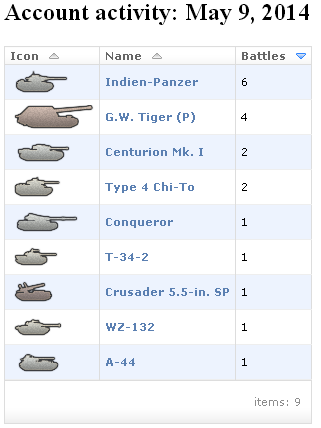 Account activity: May 9, 2014
Icon Name Battles
Indien-Panzer 6
G.W. Tiger (P) 4
Centurion Mk. I 2
Type 4 Chi-To 2
Conqueror 1
T-34-2 1
Crusader 5.5-in. SP 1
WZ-132 1
A-44 1
items: 9